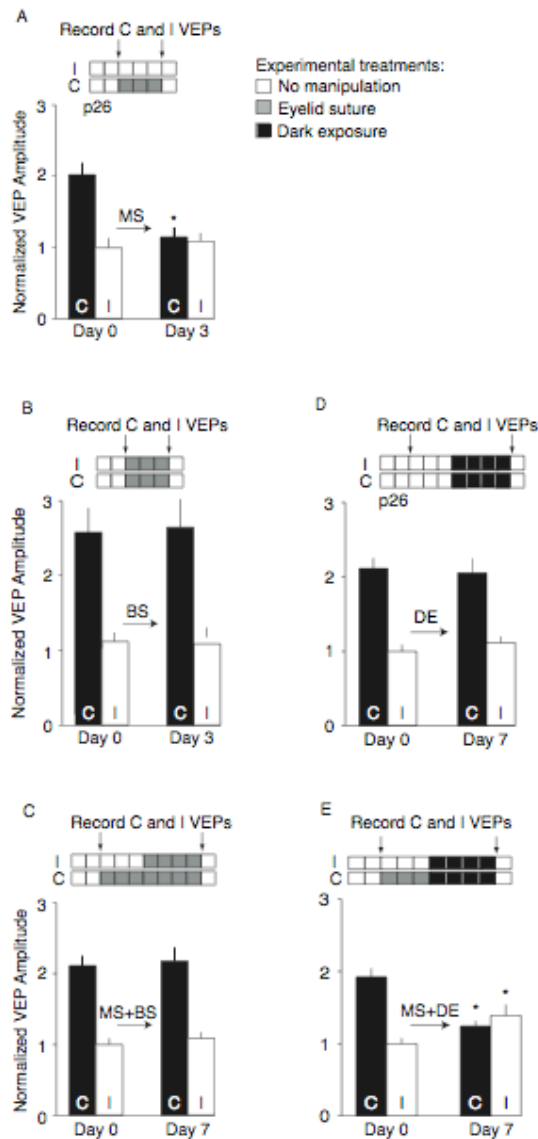 A
Record C and I VEPs
I
C
p26
Experimental treatments:
No manipulation
Eyelid suture
Dark exposure
Normalized VEP Amplitude
3
2
1
0
MS
*
C I C I
Day 0 Day 3
B
Record C and I VEPs
I
C
Normalized VEP Amplitude
3
2
1
0
BS
C I C I
Day 0 Day 3
D
Record C and I VEPs
I
C
p26
3
2
1
0
DE
C I C I
Day 0 Day 7
C
Record C and I VEPs
I
C
Normalized VEP Amplitude
3
2
1
0
MS+BS
C I C I
Day 0 Day 7
E
Record C and I VEPs
I
C
3
2
1
0
MS+DE
* *
C I C I
Day 0 Day 7